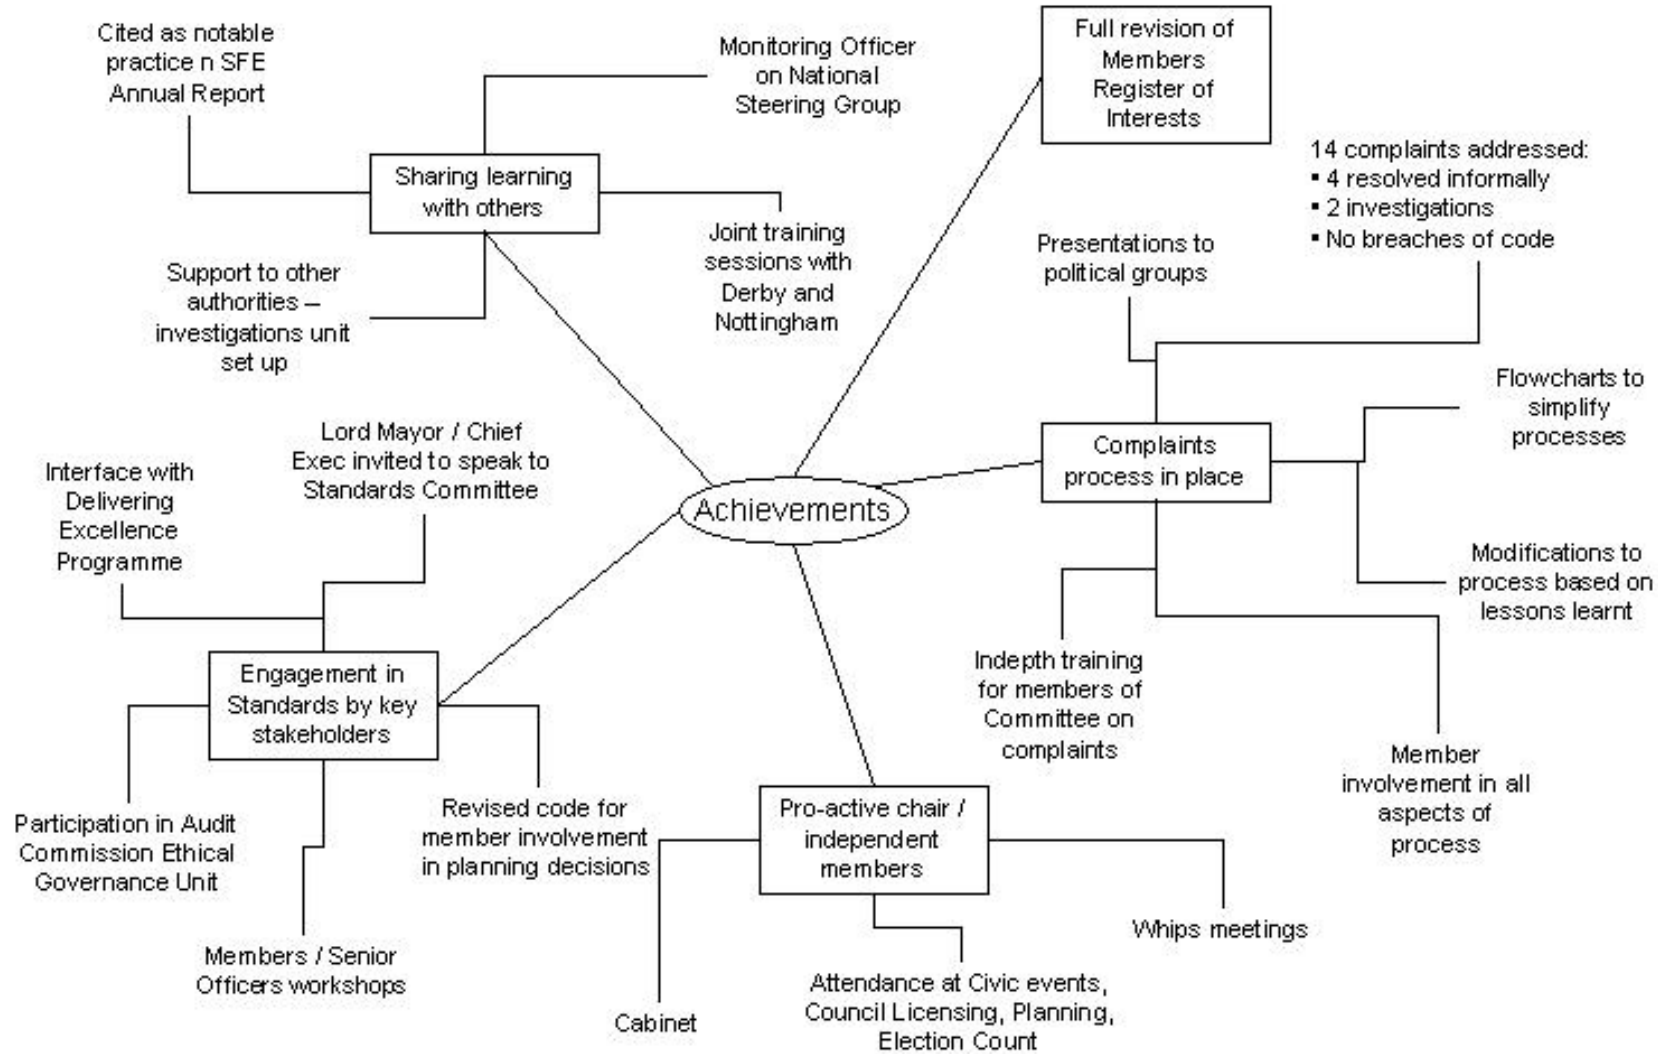 Cited as notable
practice n SFE
Annual Report
Monitoring Officer
on National
Steering Group
Full revision of
Members
Register of
Interests
Sharing learning
with others
14 complaints addressed:
▪ 4 resolved informally
▪ 2 investigations
▪ No breaches of code
Joint training
sessions with
Derby and
Nottingham
Presentations to
political groups
Support to other
authorities –
investigations unit
set up
Flowcharts to
simplify
processes
Lord Mayor / Chief
Exec invited to speak to
Standards Committee
Interface with
Delivering
Excellence
Programme
Complaints
process in place
Achievements
Modifications to
process based on
lessons learnt
Indepth training
for members of
Committee on
complaints
Engagement in
Standards by key
stakeholders
Member
involvement in all
aspects of
process
Participation in Audit
Commission Ethical
Governance Unit
Revised code for
member involvement
in planning decisions
Pro-active chair /
independent
members
Whips meetings
Members / Senior
Officers workshops
Attendance at Civic events,
Council Licensing, Planning,
Election Count
Cabinet